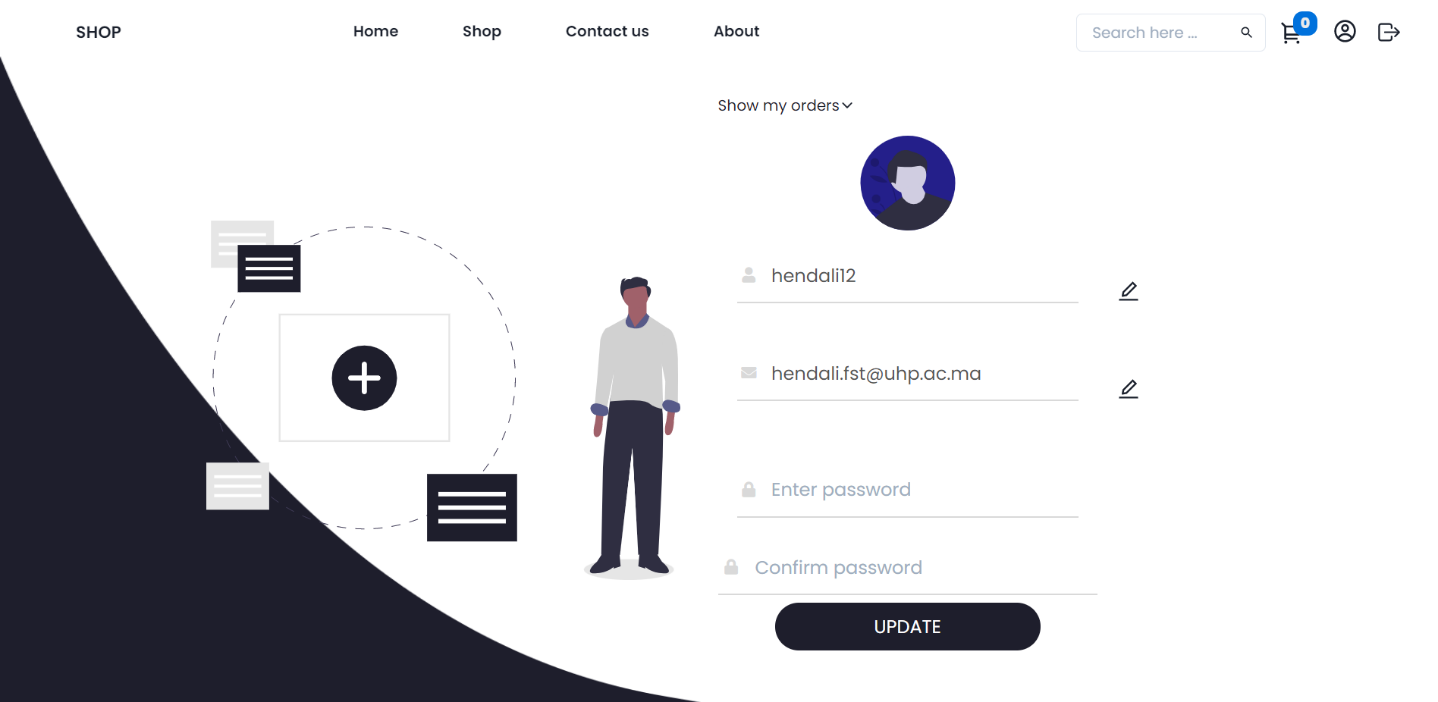 SHOP
Home
Shop
Contact us
About
Search here ...
0
Show my orders
hendali12
hendali.fst@uhp.ac.ma
Enter password
Confirm password
UPDATE